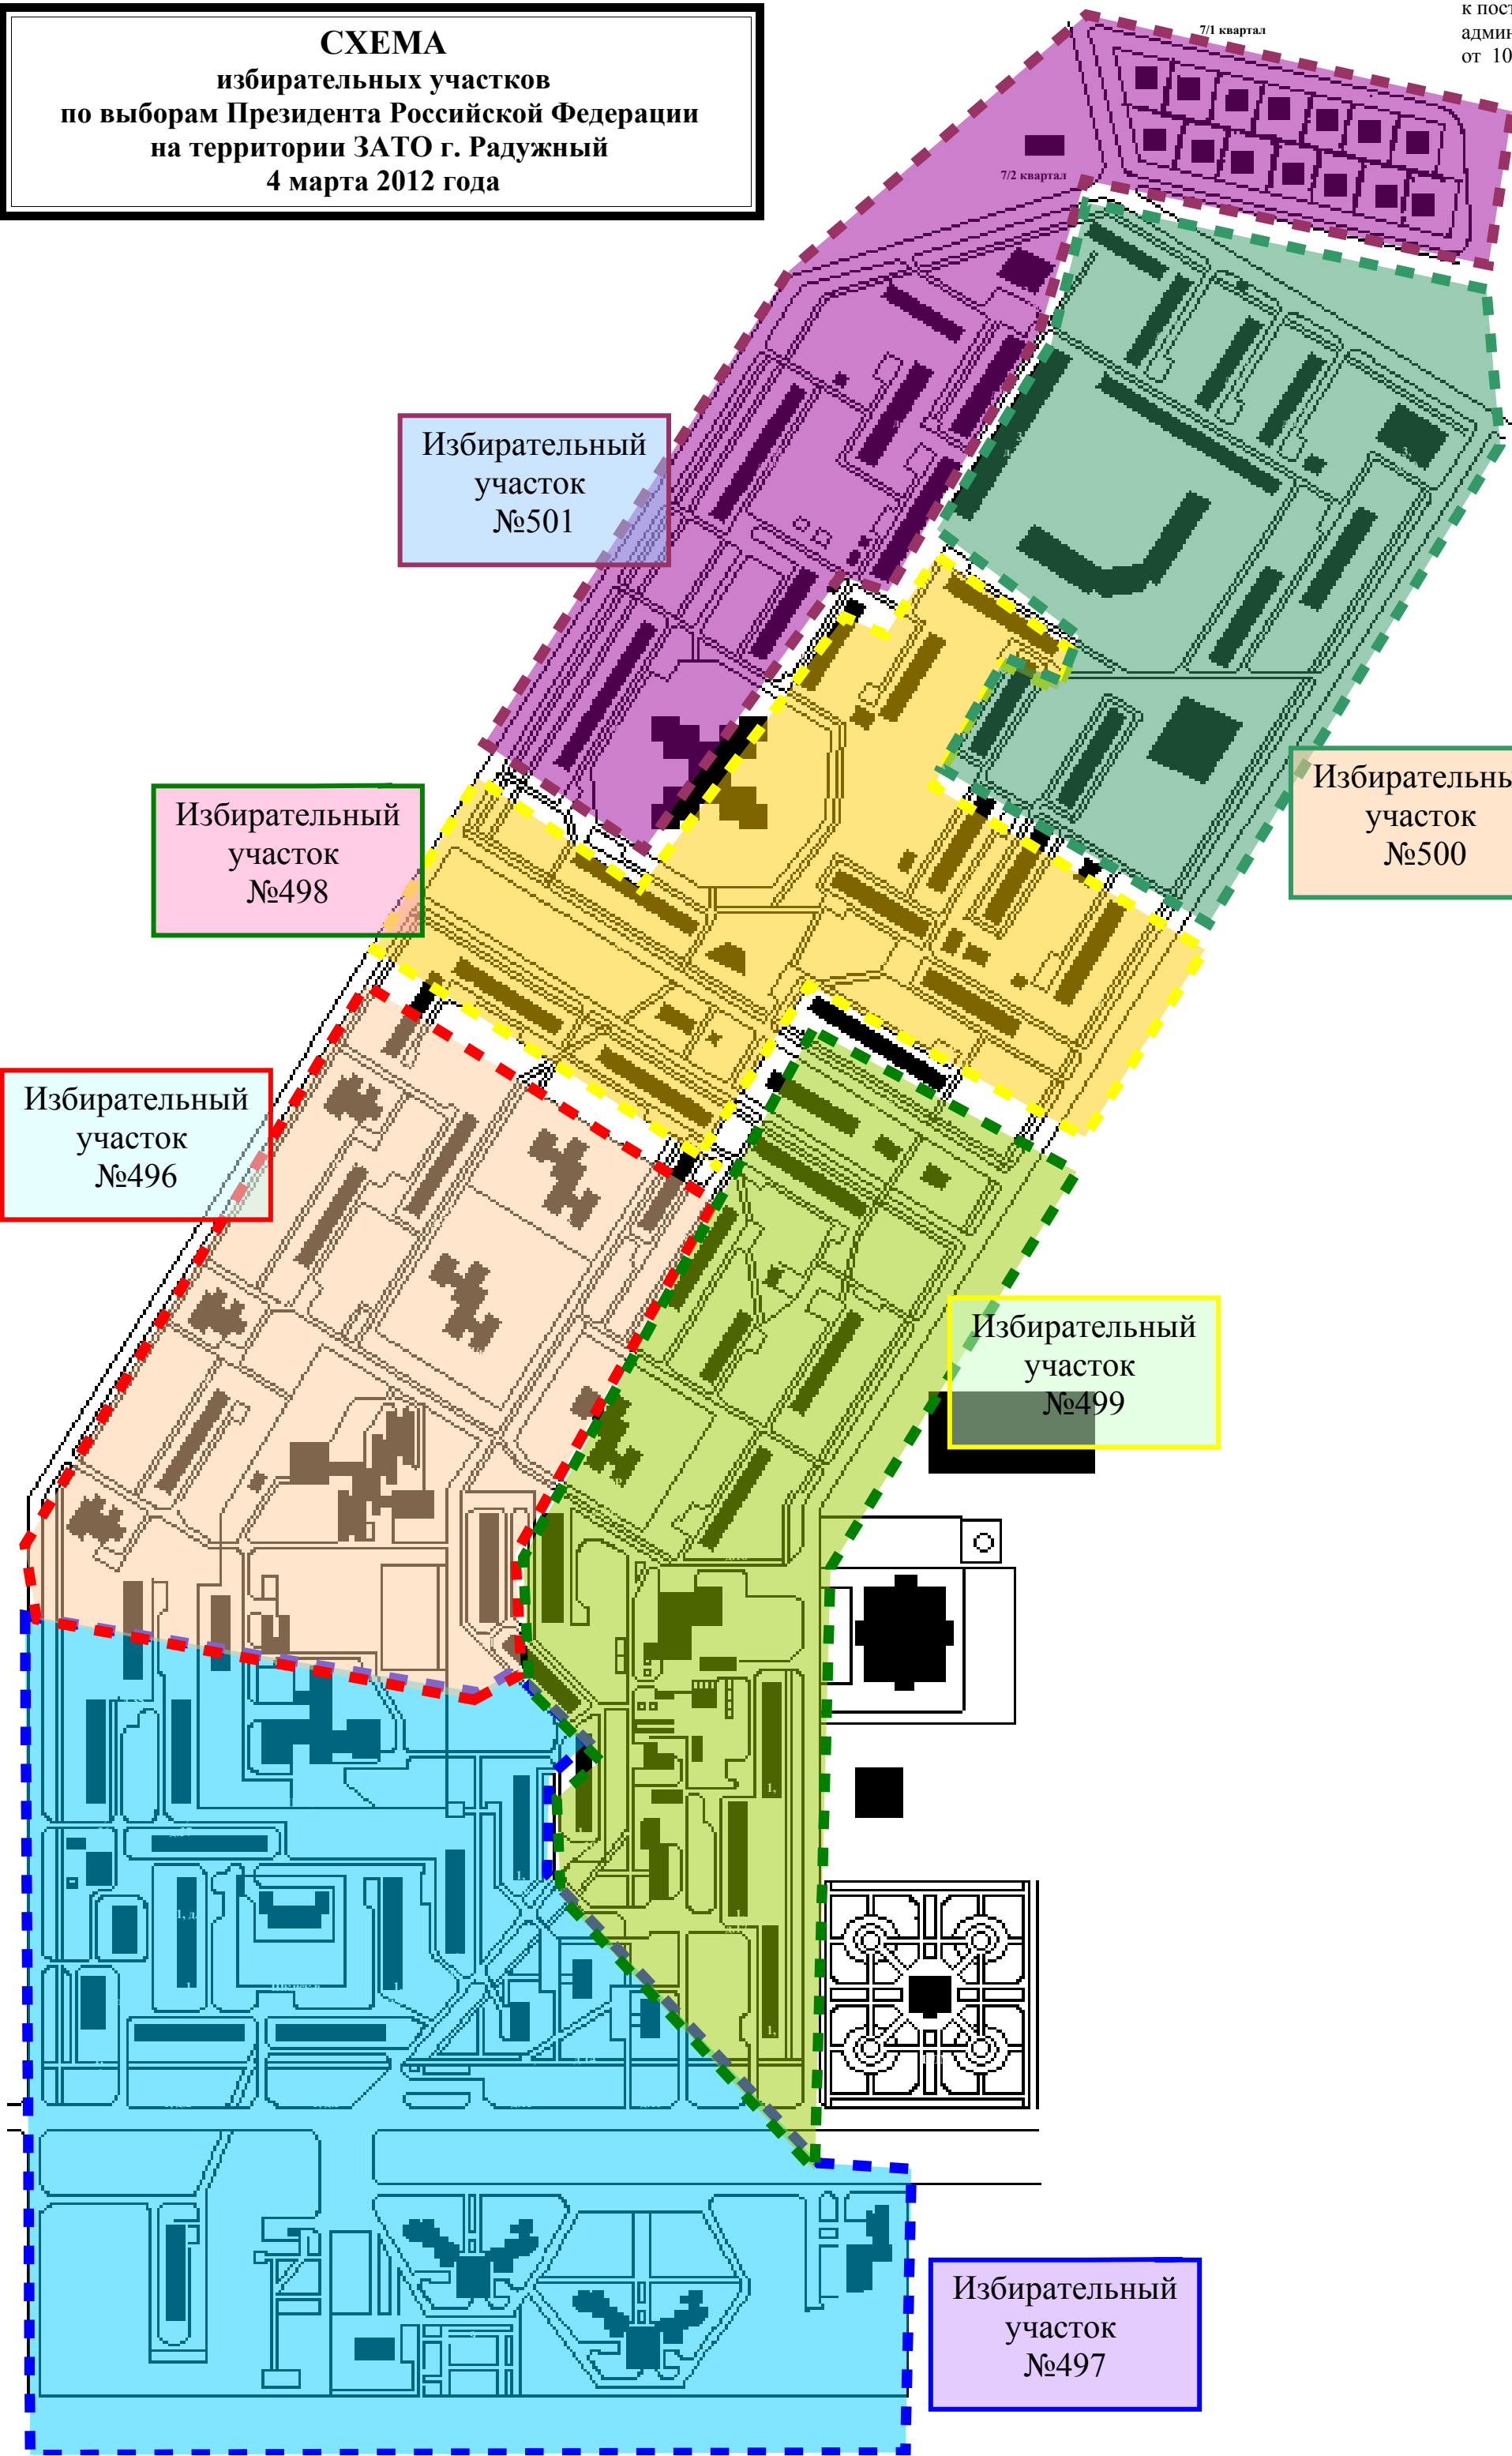 СХЕМА
избирательных участков
по выборам Президента Российской Федерации
на территории ЗАТО г. Радужный
4 марта 2012 года
к пост
админ
от 10
7/1 квартал
7/2 квартал
Избирательный
участок
№501
Избирательны
участок
№500
Избирательный
участок
№498
Избирательный
участок
№496
Избирательный
участок
№499
Избирательный
участок
№497